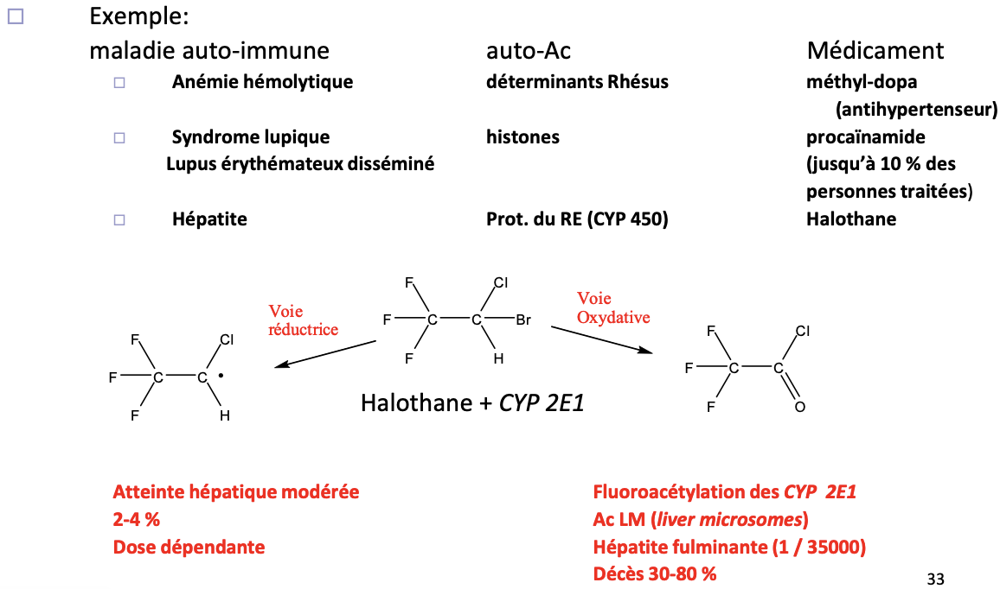 Exemple:
maladie auto-immune auto-Ac Médicament
Anémie hémolytique déterminants Rhésus méthyl-dopa
(antihypertenseur)
Syndrome lupique histones procaïnamide
Lupus érythémateux disséminé (jusqu'à 10 % des
personnes traitées)
Hépatite Prot. du RE (CYP 450) Halothane
F Cl
F C C Br
F H
Voie
réductrice
Voie
Oxydative
F Cl
F C C •
F H
F Cl
F C C
F O
Halothane + CYP 2E1
Atteinte hépatique modérée
2-4 %
Dose dépendante
Fluoroacétylation des CYP 2E1
Ac LM (liver microsomes)
Hépatite fulminante (1 / 35000)
Décès 30-80 %
33